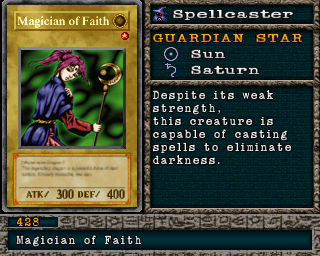 Magician of Faith
ATK/ 300 DEF/ 400
Spellcaster
GUARDIAN STAR
Sun
Saturn
Despite its weak
strength,
this creature is
capable of casting
spells to eliminate
darkness.
428
Magician of Faith